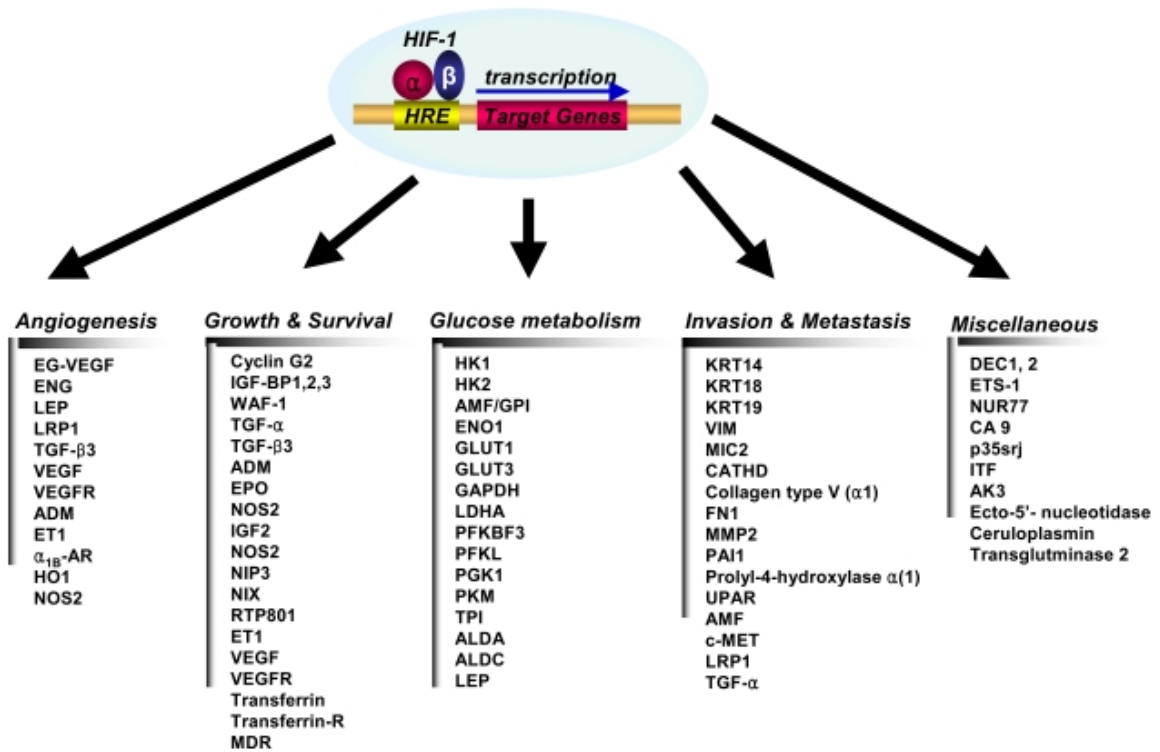 HIF-1
α
β
transcription
HRE
Target Genes
Angiogenesis
EG-VEGF
ENG
LEP
LRP1
TGF-β3
VEGF
VEGFR
ADM
ET1
α1B-AR
HO1
NOS2
Growth & Survival
Cyclin G2
IGF-BP1,2,3
WAF-1
TGF-α
TGF-β3
ADM
EPO
NOS2
IGF2
NOS2
NIP3
NIX
RTP801
ET1
VEGF
VEGFR
Transferrin
Transferrin-R
MDR
Glucose metabolism
HK1
HK2
AMF/GPI
ENO1
GLUT1
GLUT3
GAPDH
LDHA
PFKBF3
PFKL
PGK1
PKM
TPI
ALDA
ALDC
LEP
Invasion & Metastasis
KRT14
KRT18
KRT19
VIM
MIC2
CATHD
Collagen type V (α1)
FN1
MMP2
PAI1
Prolyl-4-hydroxylase α(1)
UPAR
AMF
c-MET
LRP1
TGF-α
Miscellaneous
DEC1, 2
ETS-1
NUR77
CA 9
p35srj
ITF
AK3
Ecto-5'- nucleotidase
Ceruloplasmin
Transglutminase 2